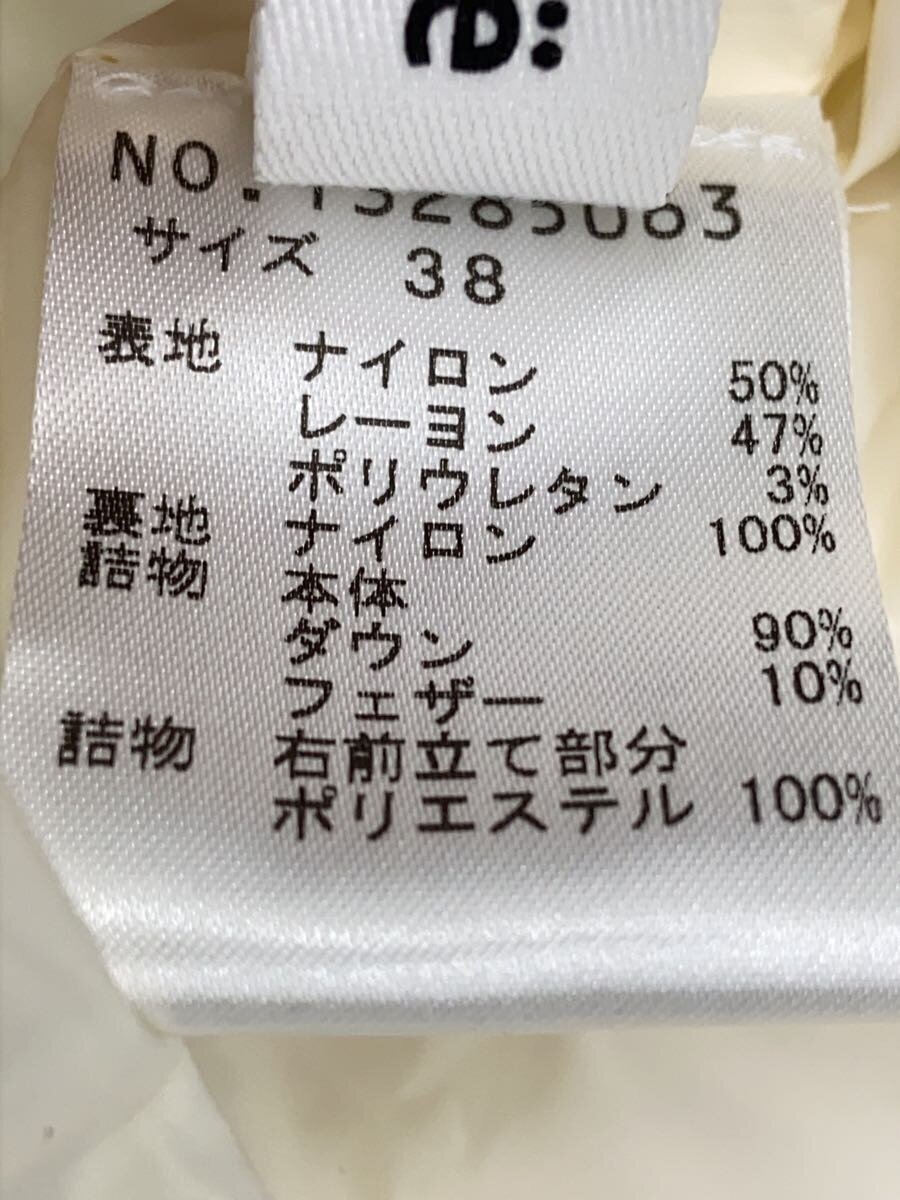 NO.
サイズ 38
表地 ナイロン 50%
レーヨン 47%
ポリウレタン 3%
裏地 ナイロン 100%
詰物 本体
ダウン 90%
フェザー 10%
詰物 右前立て部分
ポリエステル 100%